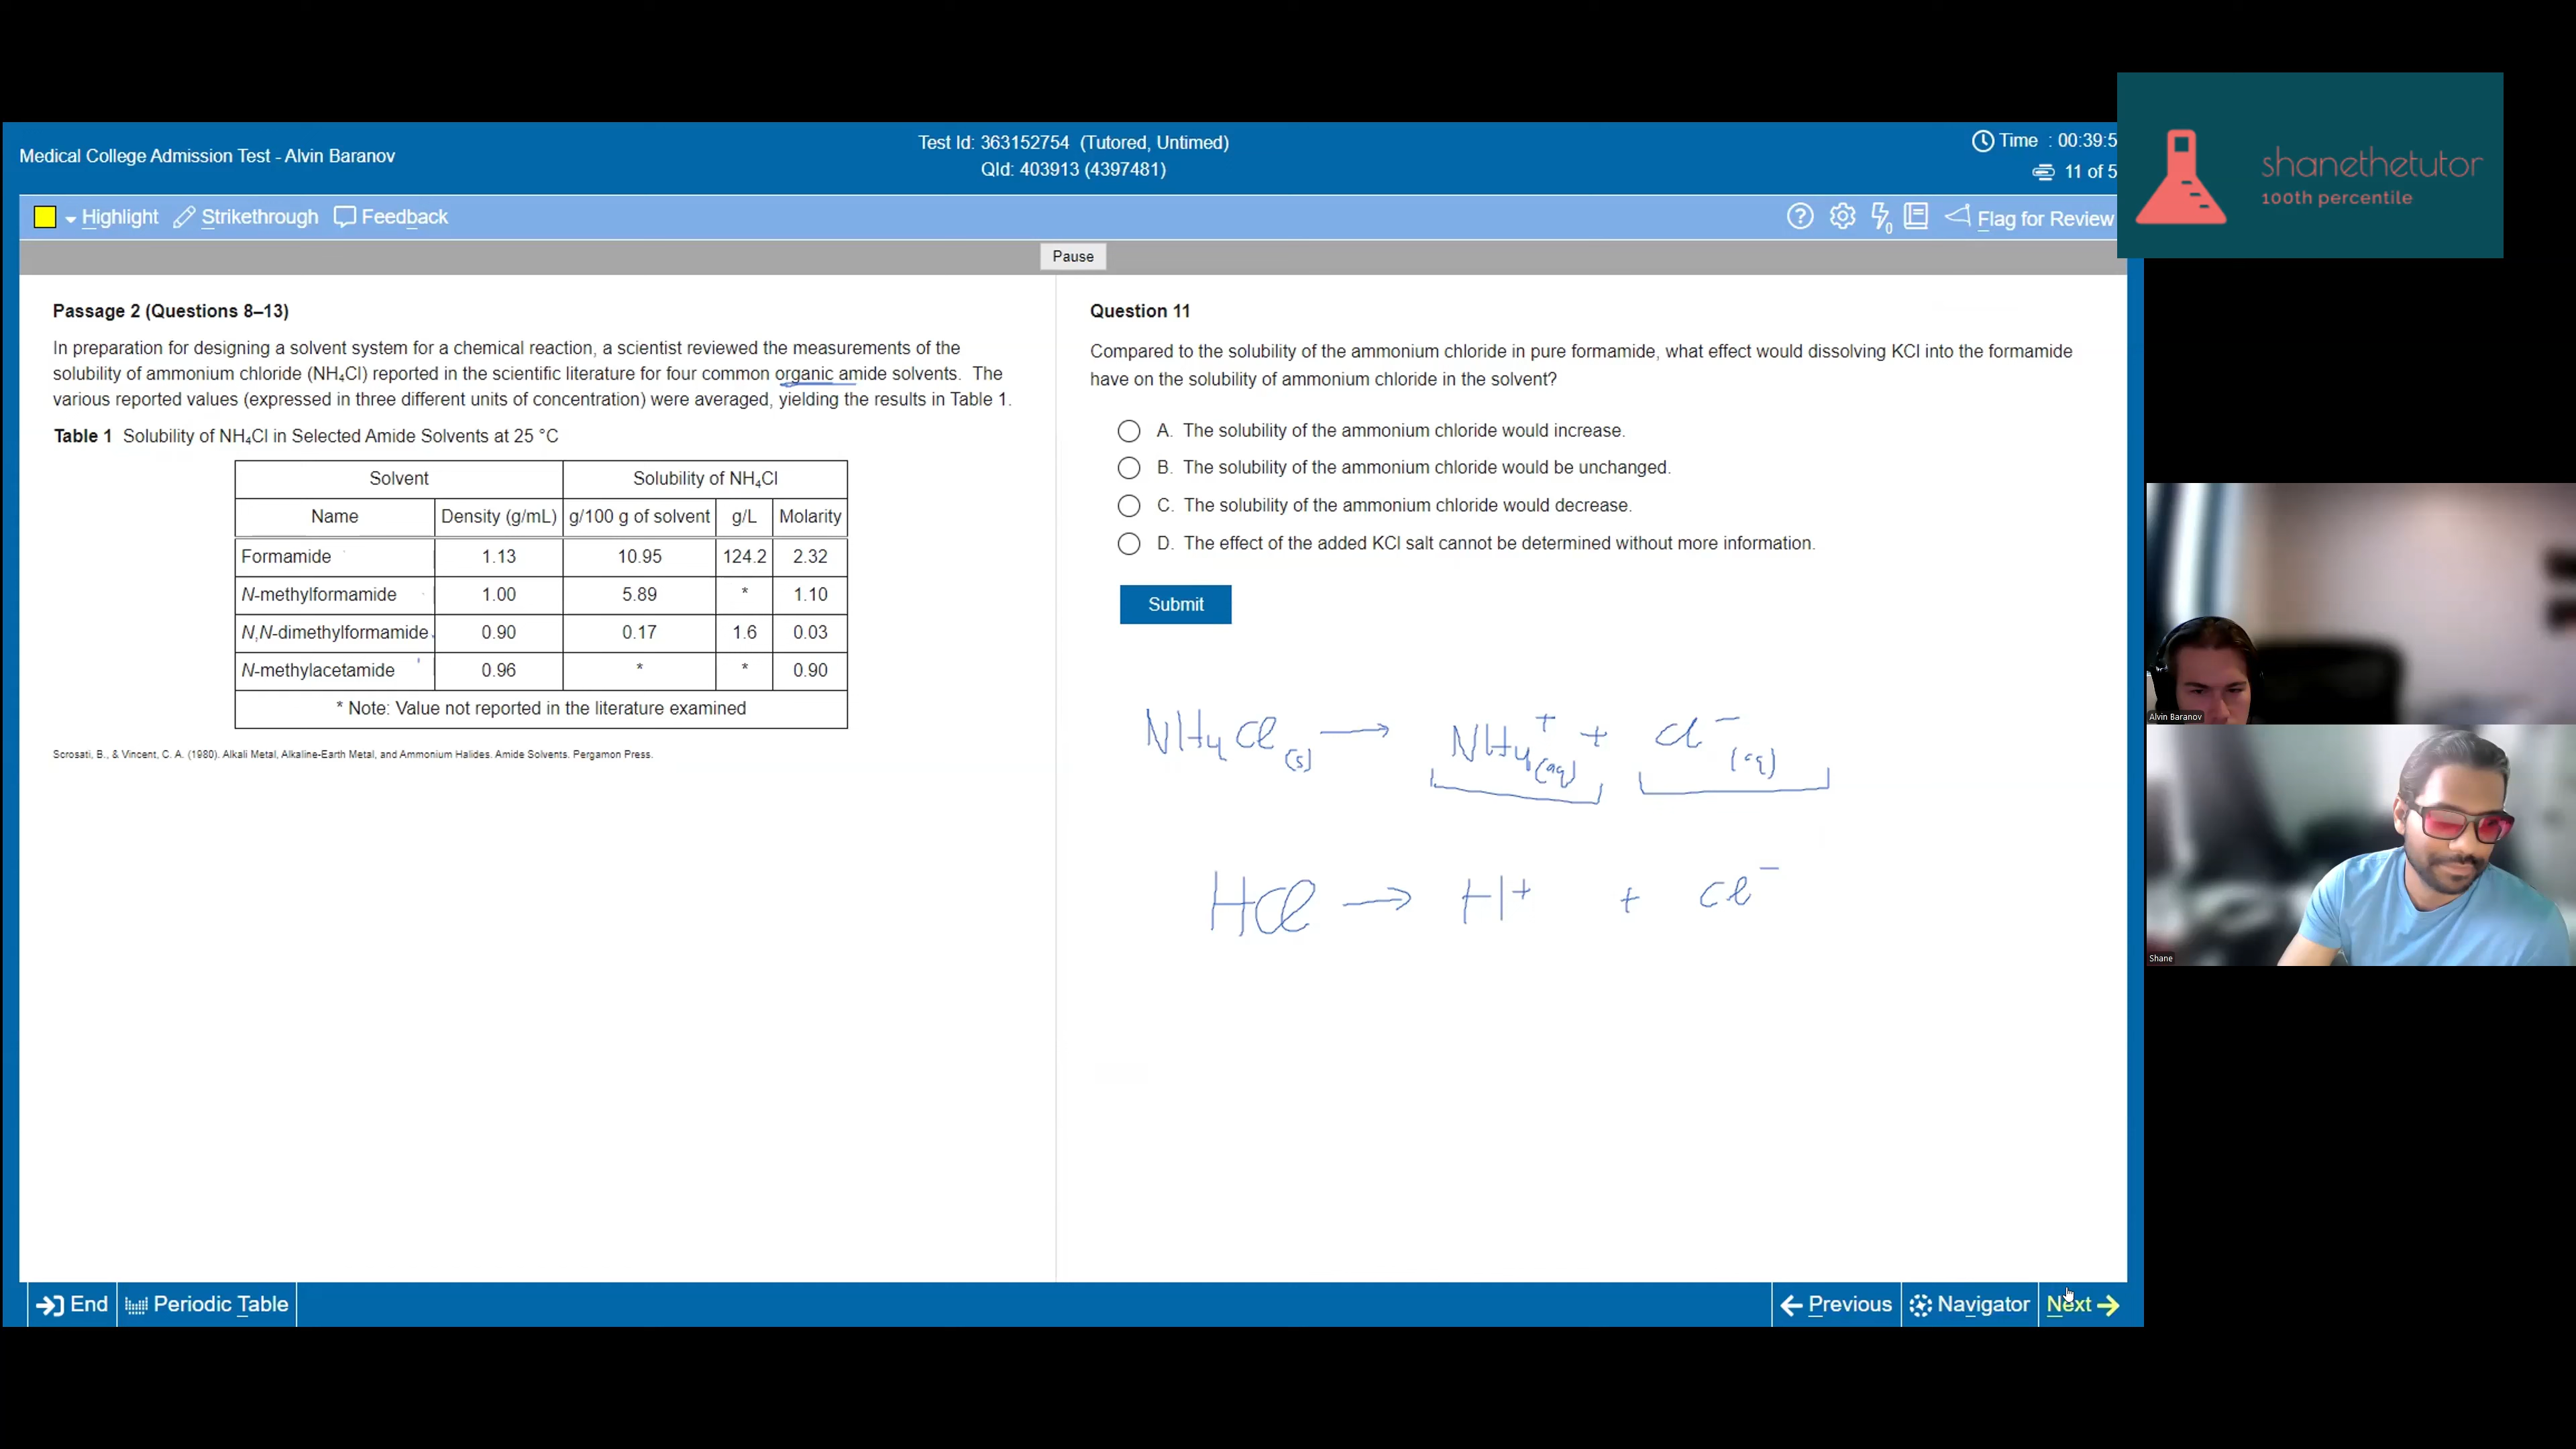 shanethetutor
100th percentile
Medical College Admission Test - Alvin Baranov
Test Id: 363152754 (Tutored, Untimed)
QId: 403913 (4397481)
Time : 00:39:5
11 of 5
Highlight Strikethrough Feedback
Flag for Review
Pause
Passage 2 (Questions 8–13)
In preparation for designing a solvent system for a chemical reaction, a scientist reviewed the measurements of the
solubility of ammonium chloride (NH₄Cl) reported in the scientific literature for four common organic amide solvents. The
various reported values (expressed in three different units of concentration) were averaged, yielding the results in Table 1.
Table 1 Solubility of NH₄Cl in Selected Amide Solvents at 25 °C
Solvent Solubility of NH₄Cl
Name Density (g/mL) g/100 g of solvent g/L Molarity
Formamide 1.13 10.95 124.2 2.32
N-methylformamide 1.00 5.89 * 1.10
N,N-dimethylformamide 0.90 0.17 1.6 0.03
N-methylacetamide 0.96 * * 0.90
* Note: Value not reported in the literature examined
Scrosati, B., & Vincent, C. A. (1980). Alkali Metal, Alkaline-Earth Metal, and Ammonium Halides. Amide Solvents. Pergamon Press.
Question 11
Compared to the solubility of the ammonium chloride in pure formamide, what effect would dissolving KCl into the formamide
have on the solubility of ammonium chloride in the solvent?
A. The solubility of the ammonium chloride would increase.
B. The solubility of the ammonium chloride would be unchanged.
C. The solubility of the ammonium chloride would decrease.
D. The effect of the added KCl salt cannot be determined without more information.
Submit
NH₄Cl(s) → NH₄⁺(aq) + Cl⁻(aq)
HCl → H⁺ + Cl⁻
Alvin Baranov
Shane
End Periodic Table
Previous Navigator Next